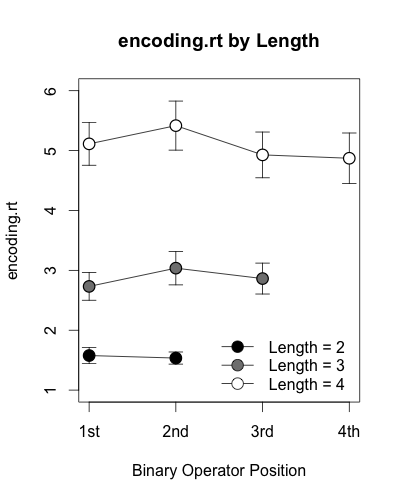 encoding.rt by Length
encoding.rt
6
5
4
3
2
1
Length = 2
Length = 3
Length = 4
1st 2nd 3rd 4th
Binary Operator Position